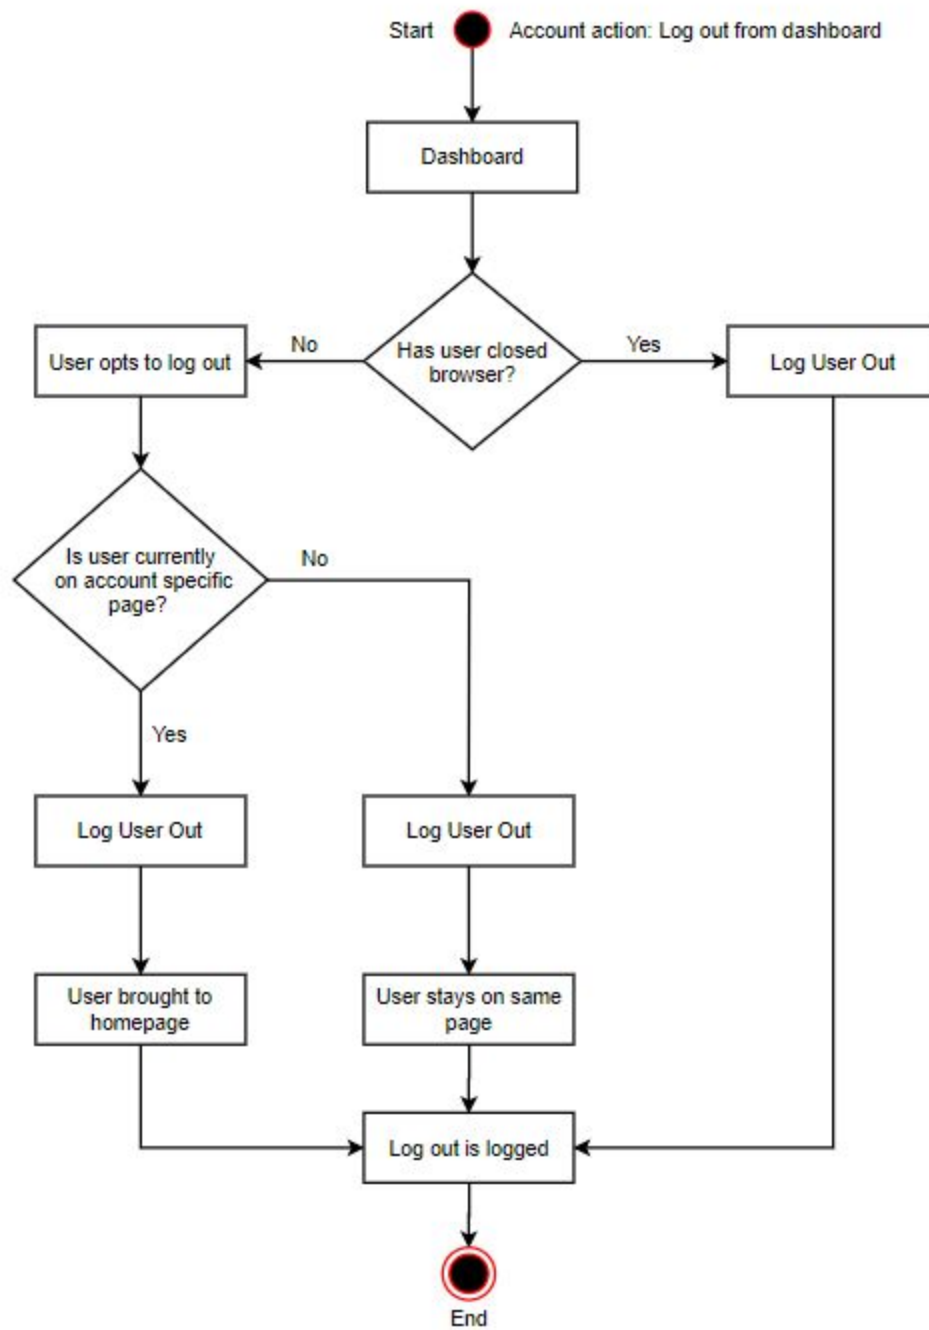 Start
Account action: Log out from dashboard
Dashboard
No
Has user closed
browser?
Yes
User opts to log out
Log User Out
Is user currently
on account specific
page?
No
Yes
Log User Out
Log User Out
User brought to
homepage
User stays on same
page
Log out is logged
End